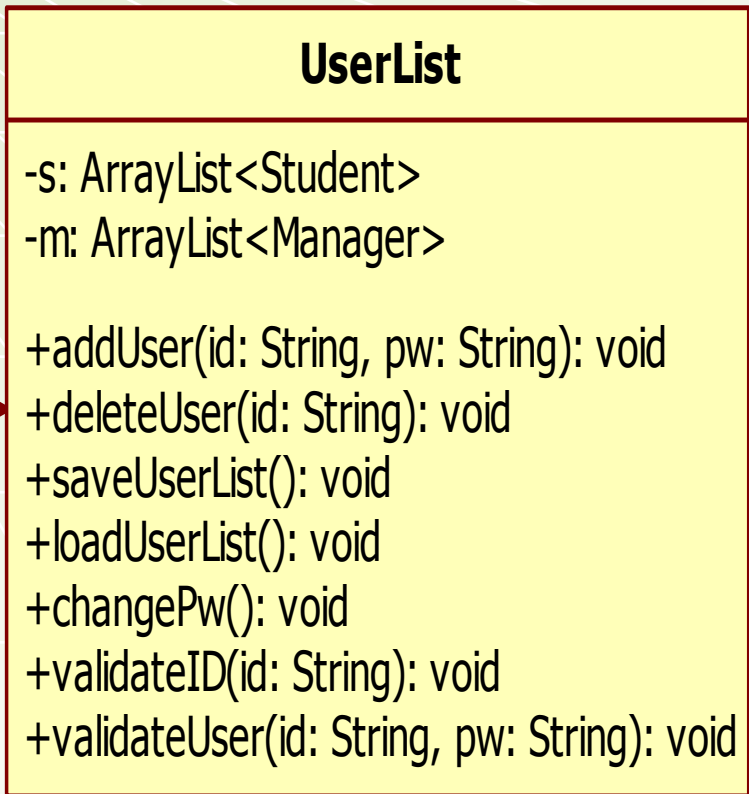 UserList
-s: ArrayList<Student>
-m: ArrayList<Manager>
+addUser(id: String, pw: String): void
+deleteUser(id: String): void
+saveUserList(): void
+loadUserList(): void
+changePw(): void
+validateID(id: String): void
+validateUser(id: String, pw: String): void